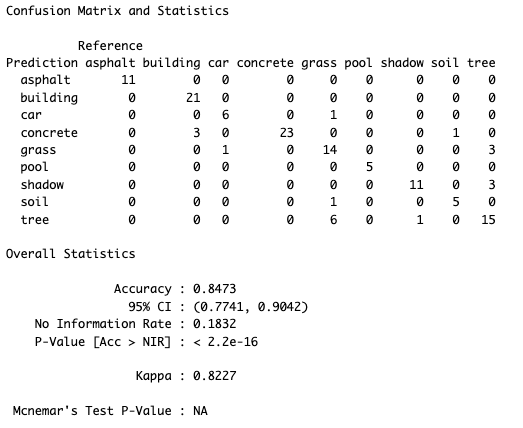 Confusion Matrix and Statistics
Reference
Prediction asphalt building car concrete grass pool shadow soil tree
asphalt 11 0 0 0 0 0 0 0 0
building 0 21 0 0 0 0 0 0 0
car 0 0 6 0 1 0 0 0 0
concrete 0 3 0 23 0 0 0 1 0
grass 0 0 1 0 14 0 0 0 3
pool 0 0 0 0 0 5 0 0 0
shadow 0 0 0 0 0 0 11 0 3
soil 0 0 0 0 1 0 0 5 0
tree 0 0 0 0 6 0 1 0 15
Overall Statistics
Accuracy : 0.8473
95% CI : (0.7741, 0.9042)
No Information Rate : 0.1832
P-Value [Acc > NIR] : < 2.2e-16
Kappa : 0.8227
Mcnemar's Test P-Value : NA